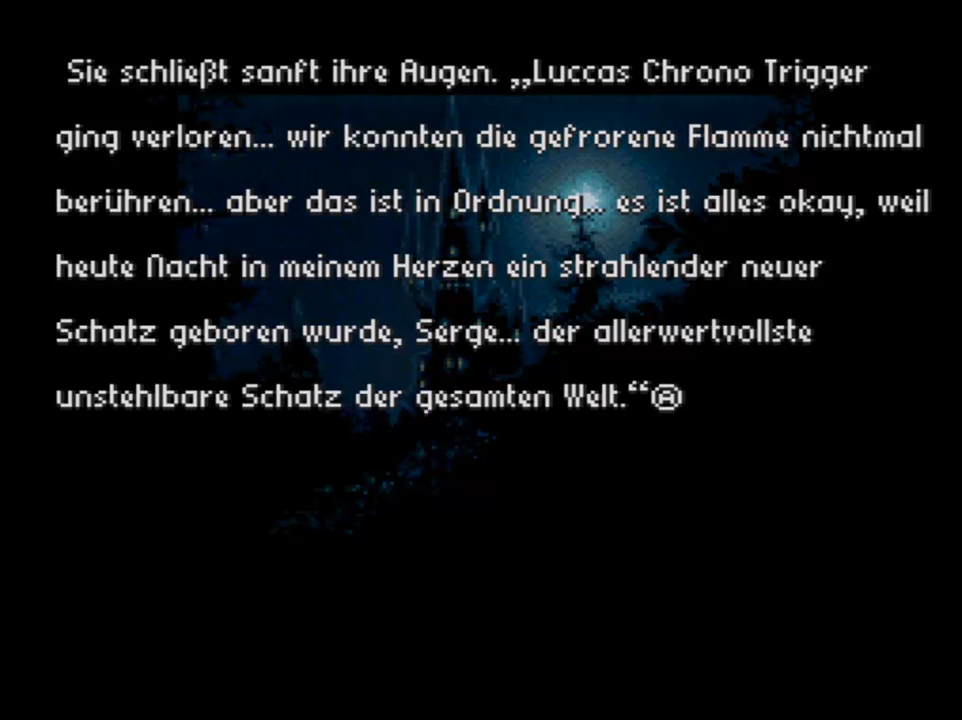 Sie schließt sanft ihre Augen. „Luccas Chrono Trigger
ging verloren... wir konnten die gefrorene Flamme nichtmal
berühren... aber das ist in Ordnung... es ist alles okay, weil
heute Nacht in meinem Herzen ein strahlender neuer
Schatz geboren wurde, Serge... der allerwertvollste
unstehlbare Schatz der gesamten Welt.“Ⓐ